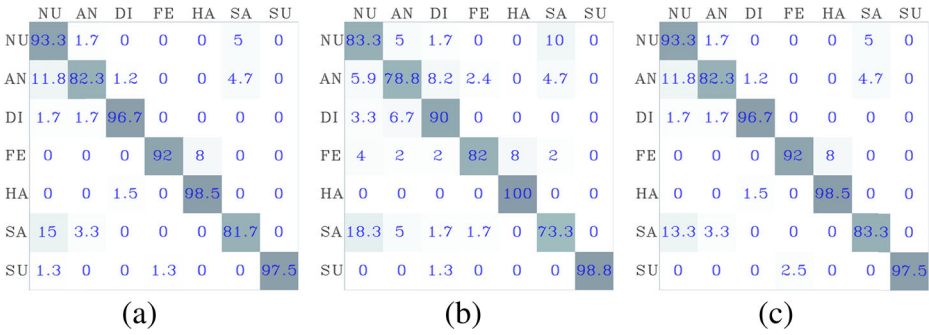 NU AN DI FE HA SA SU NU AN DI FE HA SA SU NU AN DI FE HA SA SU
NU 93.3 1.7 0 0 0 5 0 NU 83.3 5 1.7 0 0 10 0 NU 93.3 1.7 0 0 0 5 0
AN 11.8 82.3 1.2 0 0 4.7 0 AN 5.9 78.8 8.2 2.4 0 4.7 0 AN 11.8 82.3 1.2 0 0 4.7 0
DI 1.7 1.7 96.7 0 0 0 0 DI 3.3 6.7 90 0 0 0 0 DI 1.7 1.7 96.7 0 0 0 0
FE 0 0 0 92 8 0 0 FE 4 2 2 82 8 2 0 FE 0 0 0 92 8 0 0
HA 0 0 1.5 0 98.5 0 0 HA 0 0 0 0 100 0 0 HA 0 0 1.5 0 98.5 0 0
SA 15 3.3 0 0 0 81.7 0 SA 18.3 5 1.7 1.7 0 73.3 0 SA 13.3 3.3 0 0 0 83.3 0
SU 1.3 0 0 1.3 0 0 97.5 SU 0 0 1.3 0 0 0 98.8 SU 0 0 0 2.5 0 0 97.5
(a) (b) (c)